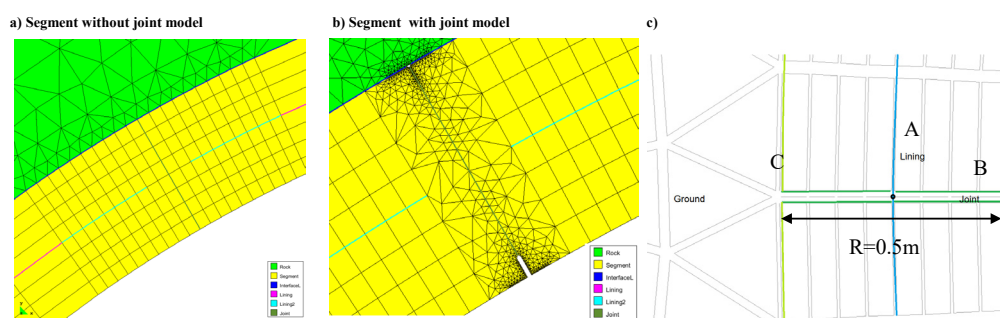 a) Segment without joint model
b) Segment with joint model
c)
Rock
Segment
InterfaceL
Lining
Lining2
Joint
Rock
Segment
InterfaceL
Lining
Lining2
Joint
A
Lining
C
B
Ground
Joint
R=0.5m